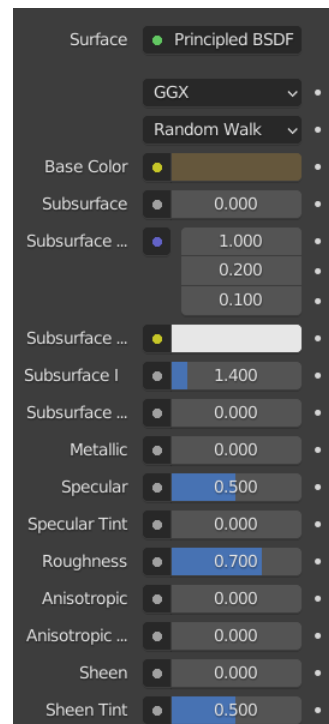 Surface Principled BSDF
GGX
Random Walk
Base Color
Subsurface 0.000
Subsurface ... 1.000
0.200
0.100
Subsurface ...
Subsurface I 1.400
Subsurface ... 0.000
Metallic 0.000
Specular 0.500
Specular Tint 0.000
Roughness 0.700
Anisotropic 0.000
Anisotropic ... 0.000
Sheen 0.000
Sheen Tint 0.500